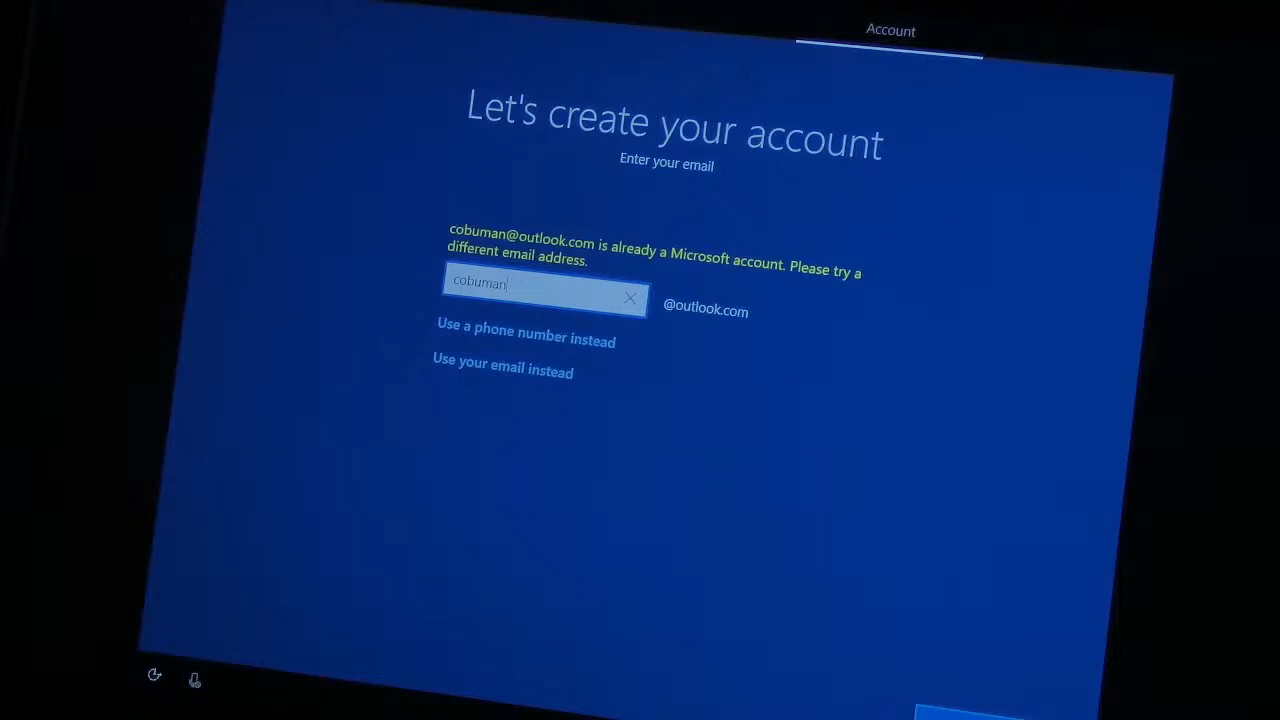 Account
Let's create your account
Enter your email
cobuman@outlook.com is already a Microsoft account. Please try a
different email address.
cobuman
@outlook.com
Use a phone number instead
Use your email instead